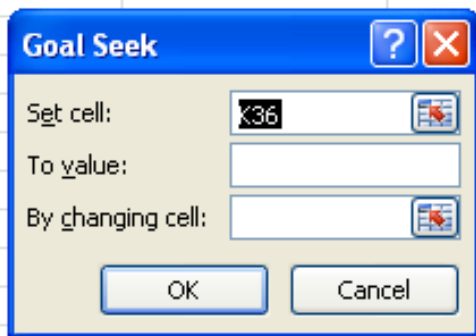 Goal Seek ?
Set cell: X36
To value:
By changing cell:
OK Cancel